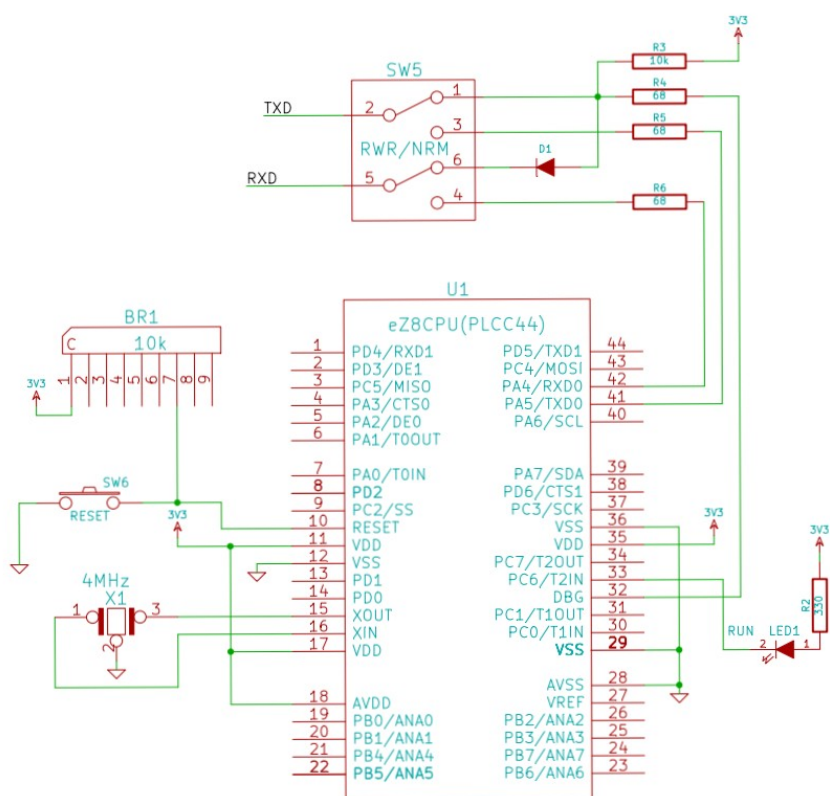 3V3
R3
10k
SW5
R4
68
1
TXD
2
R5
68
3
RWR/NRM
D1
6
RXD
5
R6
68
4
U1
BR1
eZ8CPU(PLCC44)
C
10k
1 2 3 4 5 6 7 8 9
3V3
1 PD4/RXD1 PD5/TXD1 44
2 PD3/DE1 PC4/MOSI 43
3 PC5/MISO PA4/RXD0 42
4 PA3/CTS0 PA5/TXD0 41
5 PA2/DE0 PA6/SCL 40
6 PA1/T0OUT
7 PA0/T0IN PA7/SDA 39
8 PD2 PD6/CTS1 38
9 PC2/SS PC3/SCK 37
10 RESET VSS 36
11 VDD VDD 35
12 VSS PC7/T2OUT 34
13 PD1 PC6/T2IN 33
14 PD0 DBG 32
15 XOUT PC1/T1OUT 31
16 XIN PC0/T1IN 30
17 VDD VSS 29
18 AVDD AVSS 28
19 PB0/ANA0 VREF 27
20 PB1/ANA1 PB2/ANA2 26
21 PB4/ANA4 PB3/ANA3 25
22 PB5/ANA5 PB7/ANA7 24
PB6/ANA6 23
SW6
RESET
3V3
4MHz
X1
1
3
2
3V3
3V3
R2
330
RUN
LED1
2
1